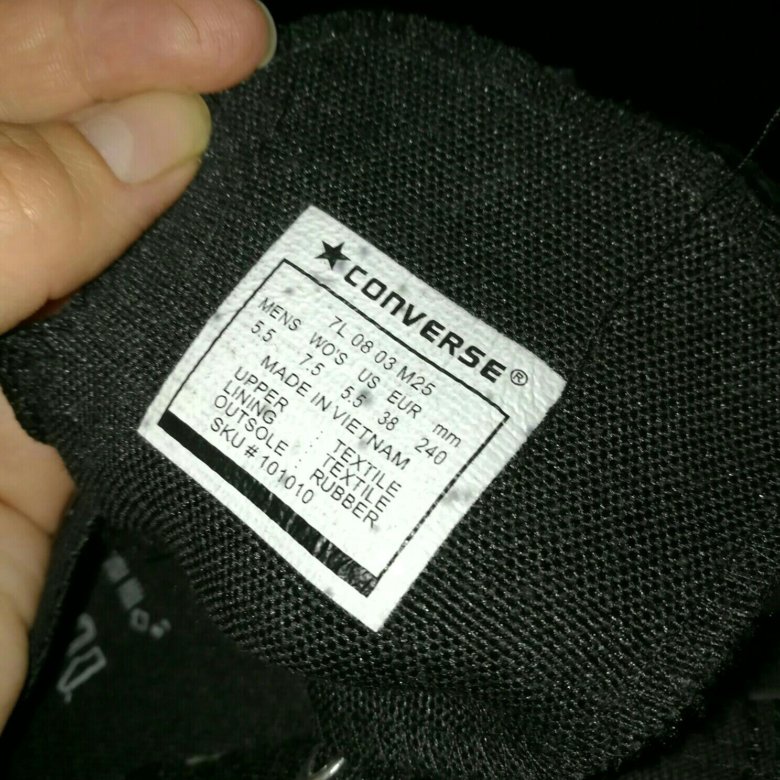 ★CONVERSE®
7L 08 03 M25
MENS WO'S US EUR mm
5.5 7.5 5.5 38 240
MADE IN VIETNAM
UPPER : TEXTILE
LINING : TEXTILE
OUTSOLE : RUBBER
SKU # 101010